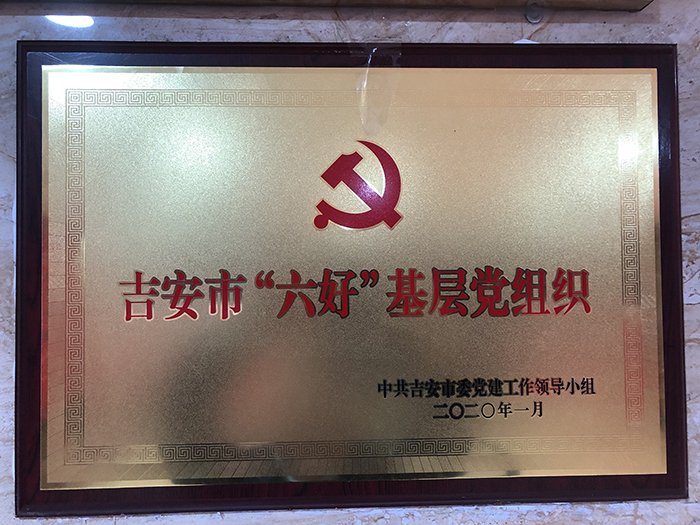 吉安市“六好”基层党组织
中共吉安市委党建工作领导小组
二〇二〇年一月